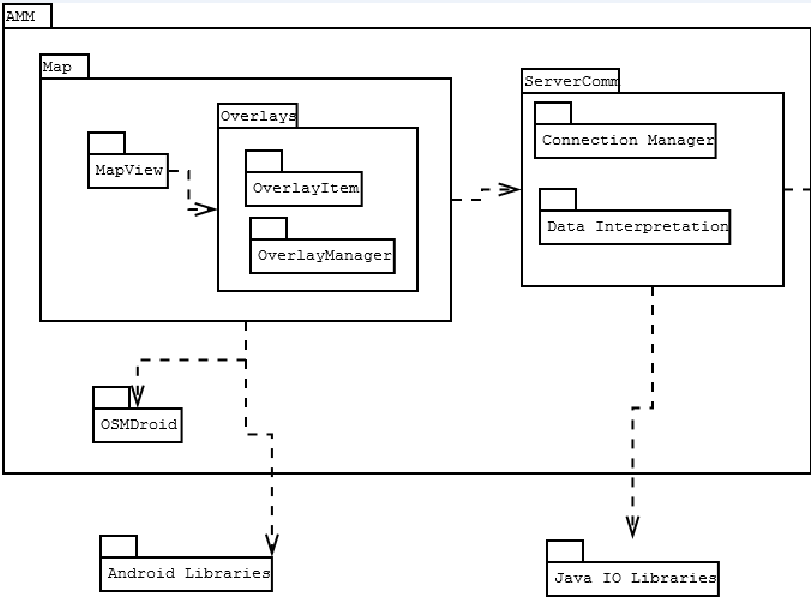 AMM
Map
ServerComm
Overlays
Connection Manager
MapView
OverlayItem
Data Interpretation
OverlayManager
OSMDroid
Android Libraries
Java IO Libraries